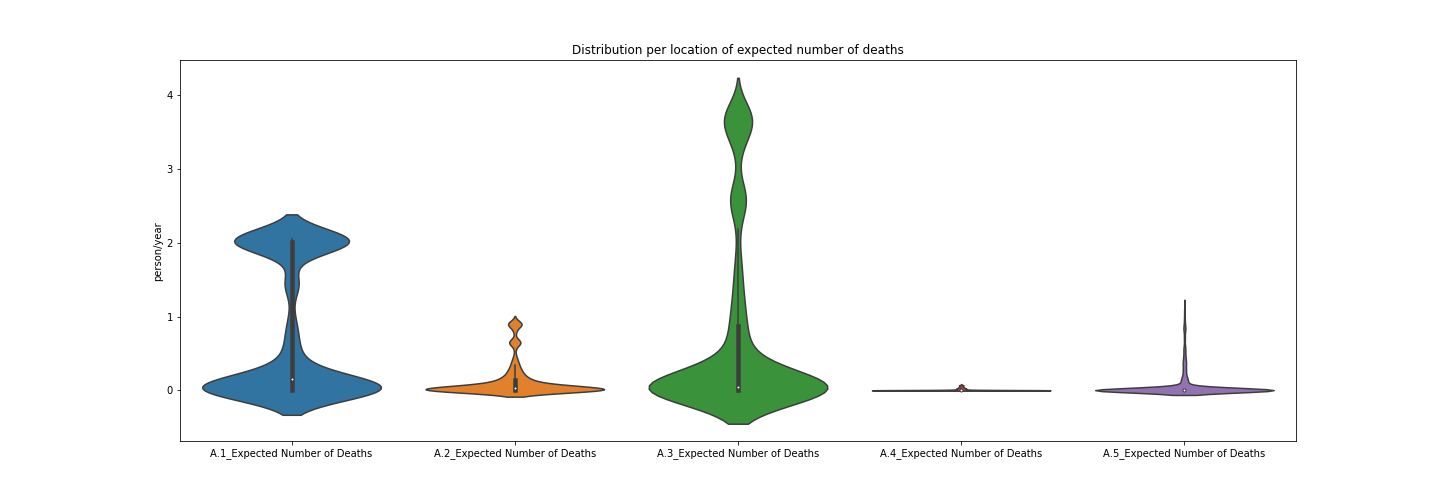 Distribution per location of expected number of deaths
person/year
4
3
2
1
0
A.1_Expected Number of Deaths
A.2_Expected Number of Deaths
A.3_Expected Number of Deaths
A.4_Expected Number of Deaths
A.5_Expected Number of Deaths